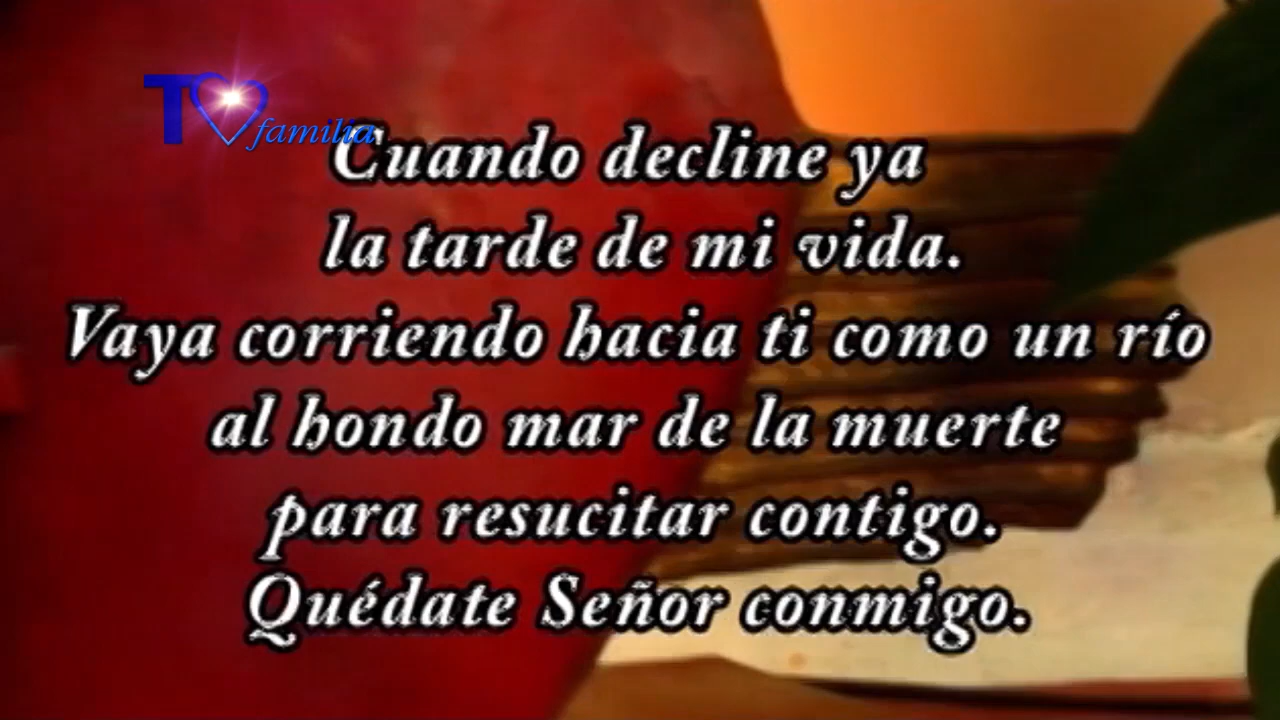 T familia
Cuando decline ya
la tarde de mi vida.
Vaya corriendo hacia ti como un río
al hondo mar de la muerte
para resucitar contigo.
Quédate Señor conmigo.